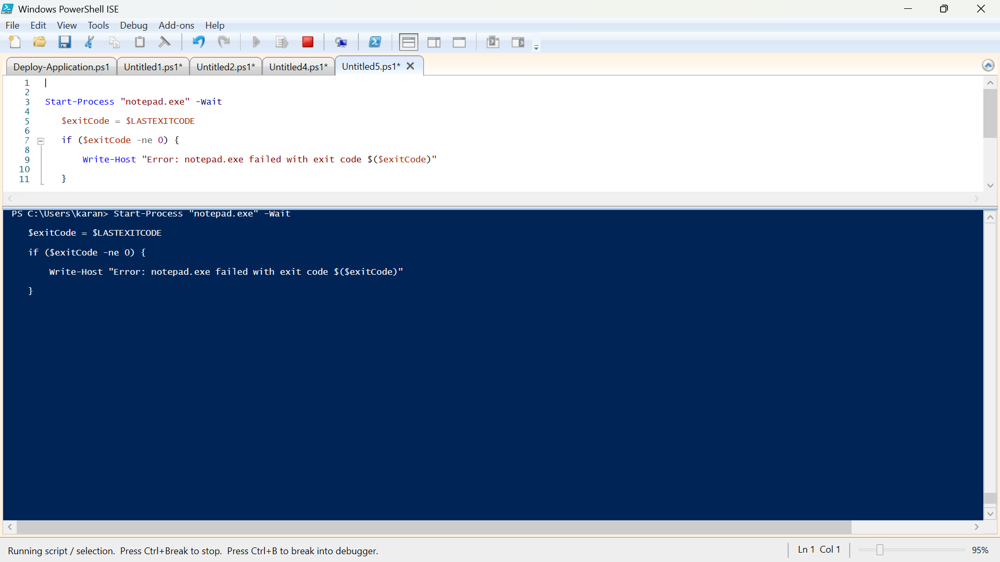 Windows PowerShell ISE
File Edit View Tools Debug Add-ons Help
Deploy-Application.ps1 Untitled1.ps1* Untitled2.ps1* Untitled4.ps1* Untitled5.ps1*
1
2
3 Start-Process "notepad.exe" -Wait
4
5 $exitCode = $LASTEXITCODE
6
7 if ($exitCode -ne 0) {
8
9 Write-Host "Error: notepad.exe failed with exit code $($exitCode)"
10
11 }
PS C:\Users\karan> Start-Process "notepad.exe" -Wait
$exitCode = $LASTEXITCODE
if ($exitCode -ne 0) {
Write-Host "Error: notepad.exe failed with exit code $($exitCode)"
}
Running script / selection. Press Ctrl+Break to stop. Press Ctrl+B to break into debugger. Ln 1 Col 1 95%